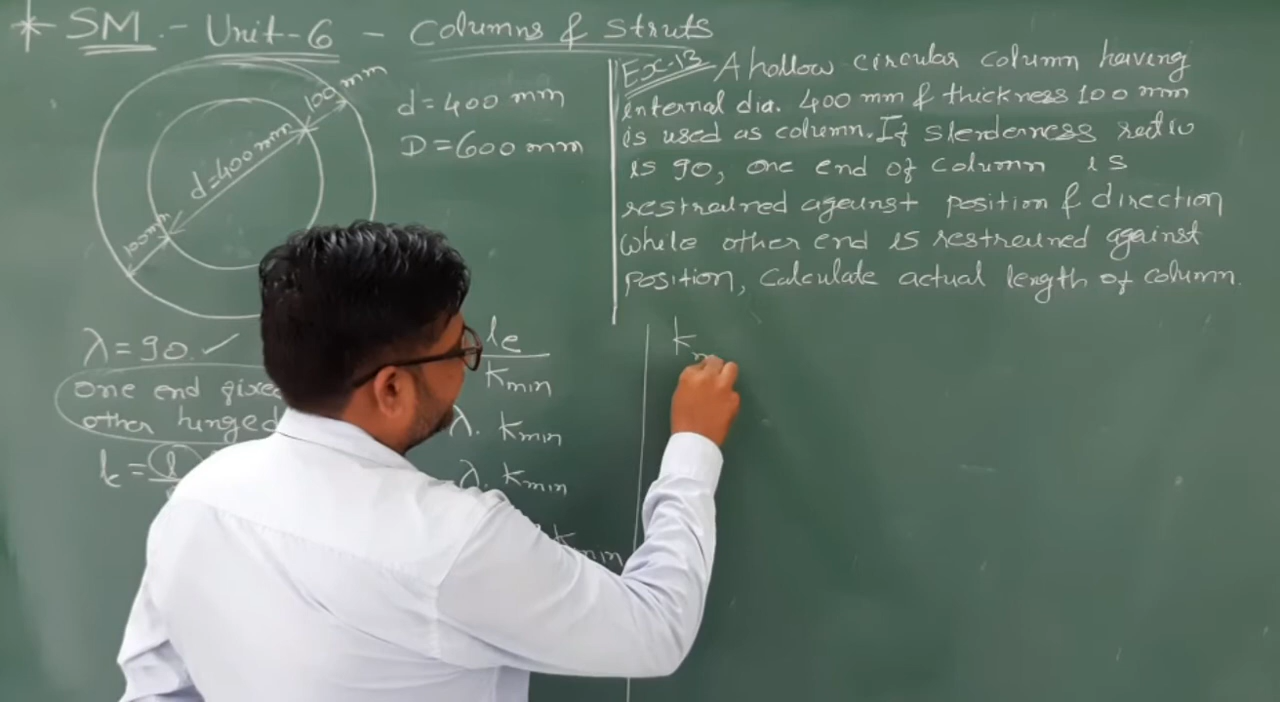 * SM. - Unit-6 - Columns & Struts
100 mm
d=400 mm
100 mm
d=400 mm
D=600 mm
Ex.13 A hollow circular column having
internal dia. 400 mm & thickness 100 mm
is used as column. If slenderness ratio
is 90, one end of column is
restrained against position & direction
while other end is restrained against
position, Calculate actual length of column.
λ=90. ✓
one end fixed
other hinged
le
Kmin
λ. Kmin
λ. Kmin
Kmin
K